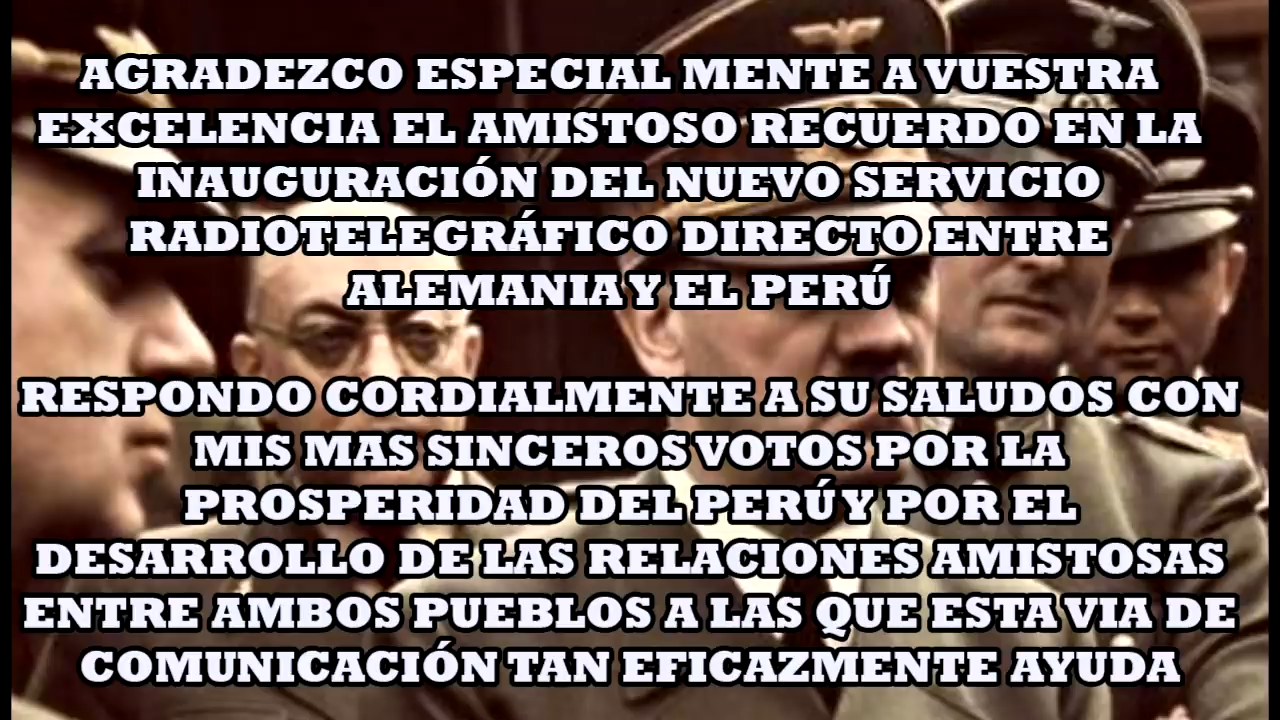 AGRADEZCO ESPECIAL MENTE A VUESTRA
EXCELENCIA EL AMISTOSO RECUERDO EN LA
INAUGURACIÓN DEL NUEVO SERVICIO
RADIOTELEGRÁFICO DIRECTO ENTRE
ALEMANIA Y EL PERÚ
RESPONDO CORDIALMENTE A SU SALUDOS CON
MIS MAS SINCEROS VOTOS POR LA
PROSPERIDAD DEL PERÚ Y POR EL
DESARROLLO DE LAS RELACIONES AMISTOSAS
ENTRE AMBOS PUEBLOS A LAS QUE ESTA VIA DE
COMUNICACIÓN TAN EFICAZMENTE AYUDA